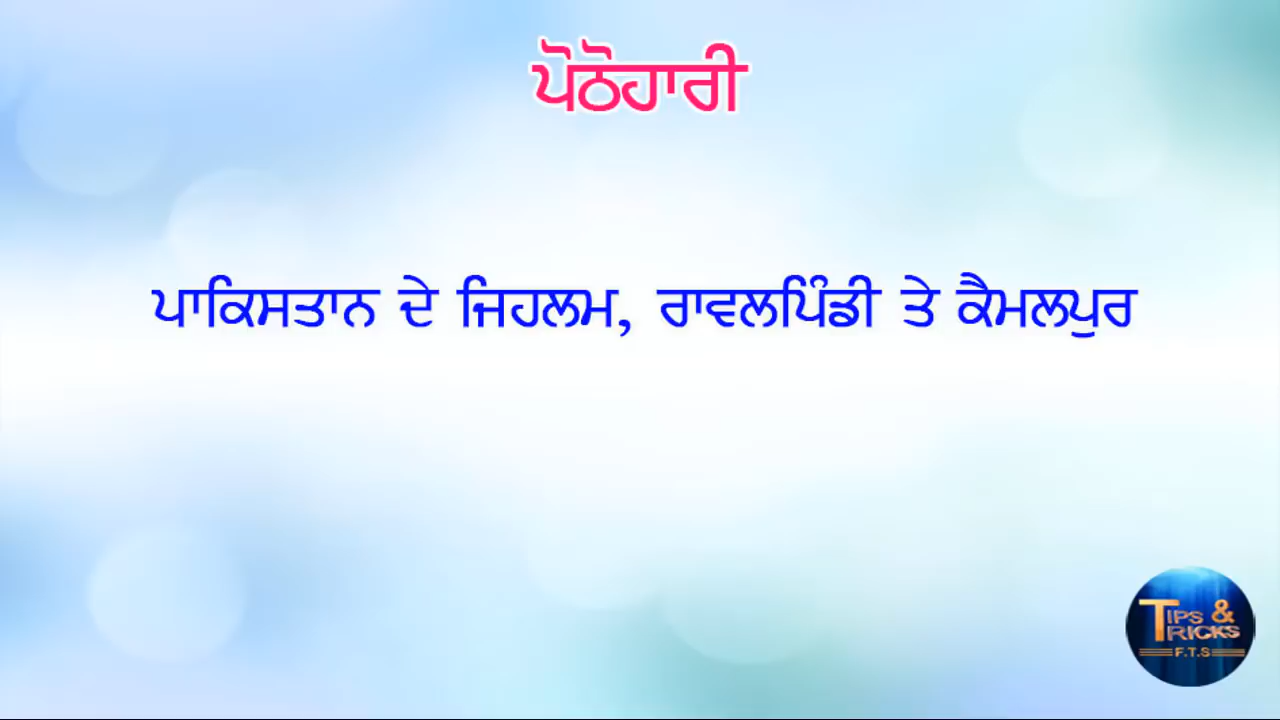 ਪੋਠੋਹਾਰੀ
ਪਾਕਿਸਤਾਨ ਦੇ ਜਿਹਲਮ, ਰਾਵਲਪਿੰਡੀ ਤੇ ਕੈਮਲਪੁਰ
TIPS &
TRICKS
F.T.S